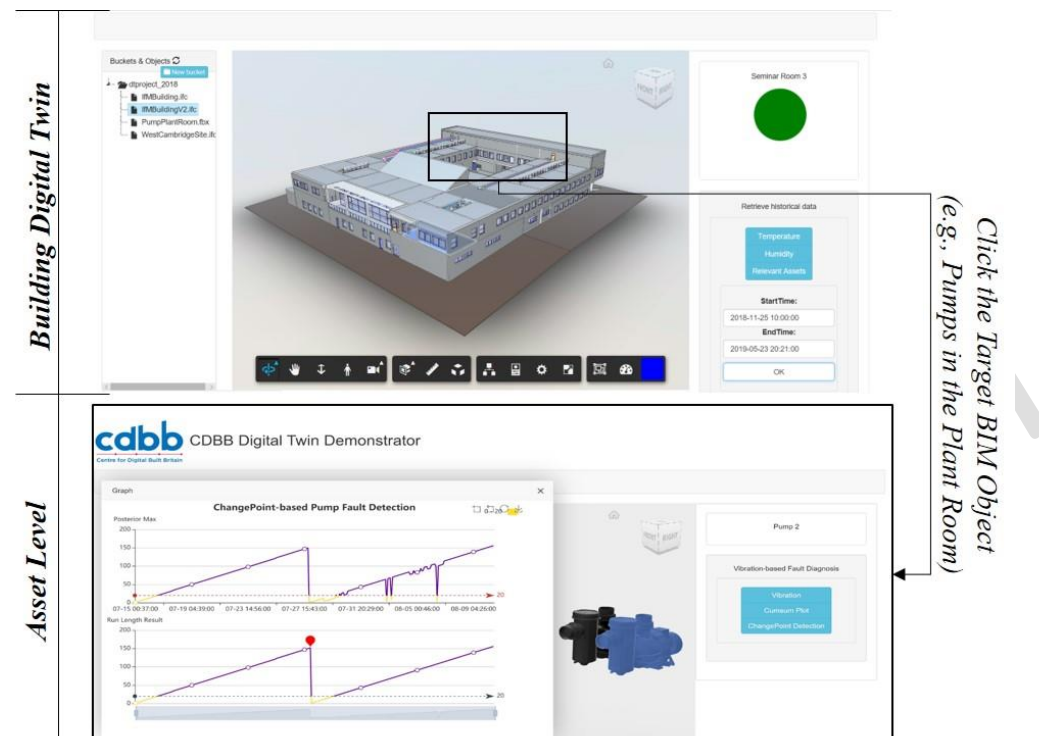 Building Digital Twin
Buckets & Objects
New bucket
dtproject_2018
IfMBuilding.ifc
IfMBuildingV2.ifc
PumpPlantRoom.fbx
WestCambridgeSite.ifc
FRONT RIGHT
Seminar Room 3
Retrieve historical data
Temperature
Humidity
Relevant Assets
StartTime:
2018-11-25 10:00:00
EndTime:
2019-05-23 20:21:00
OK
Click the Target BIM Object
(e.g., Pumps in the Plant Room)
Asset Level
cdbb CDBB Digital Twin Demonstrator
Centre for Digital Built Britain
Graph
ChangePoint-based Pump Fault Detection
Posterior Max
200
150
100
50
0
20
07-15 00:37:00 07-19 04:39:00 07-23 14:56:00 07-27 15:43:00 07-31 20:29:00 08-05 00:46:00 08-09 04:26:00
Run Length Result
200
150
100
50
0
20
FRONT RIGHT
Pump 2
Vibration-based Fault Diagnosis
Vibration
Cumsum Plot
ChangePoint Detection